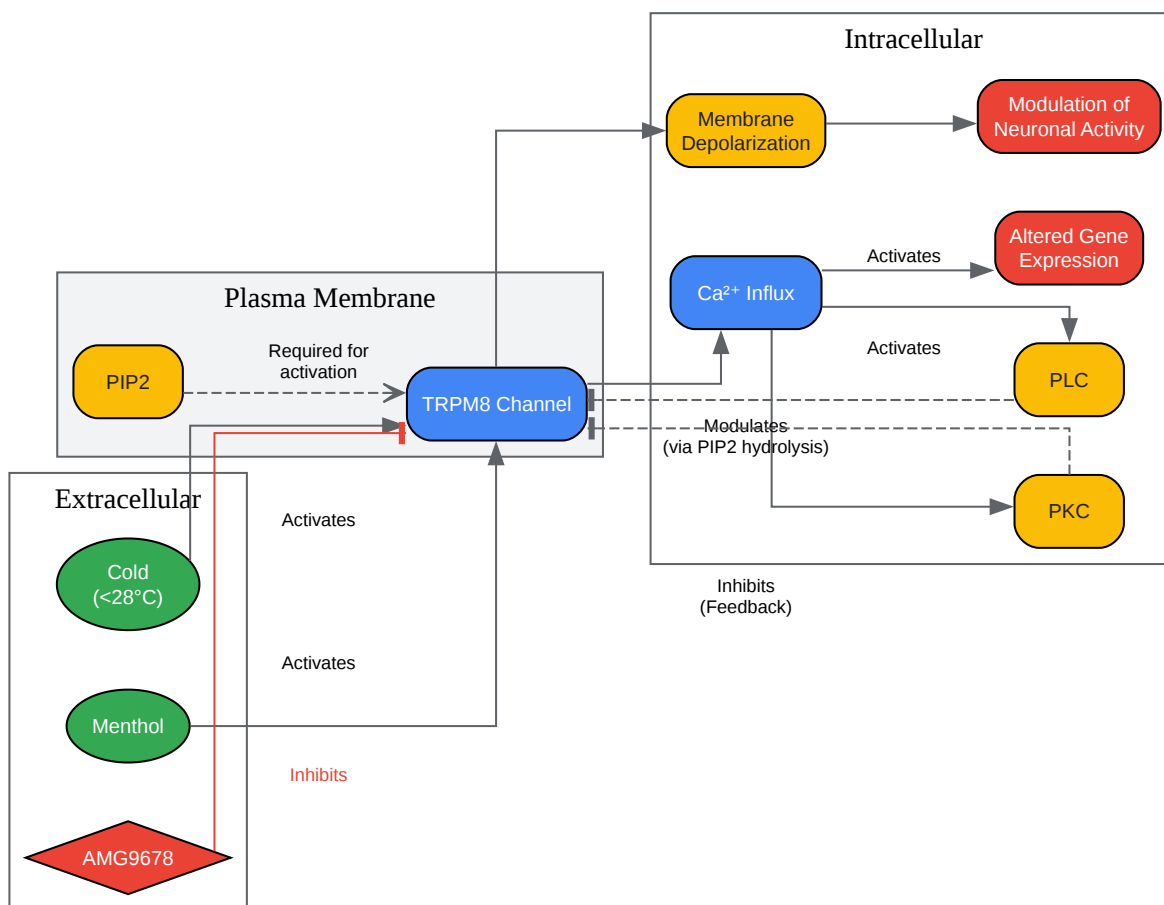 Intracellular
Membrane
Depolarization
Modulation of
Neuronal Activity
Altered Gene
Expression
Activates
Ca²⁺ Influx
Plasma Membrane
Required for
activation
PIP2
TRPM8 Channel
Activates
PLC
Modulates
(via PIP2 hydrolysis)
PKC
Extracellular
Activates
Cold
(<28°C)
Inhibits
(Feedback)
Activates
Menthol
Inhibits
AMG9678